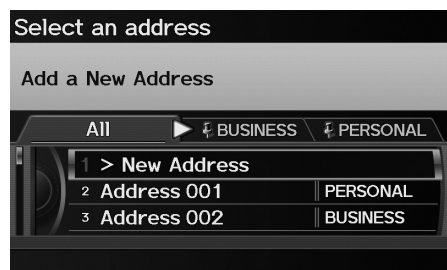 Select an address
Add a New Address
All BUSINESS PERSONAL
1 > New Address
2 Address 001 PERSONAL
3 Address 002 BUSINESS